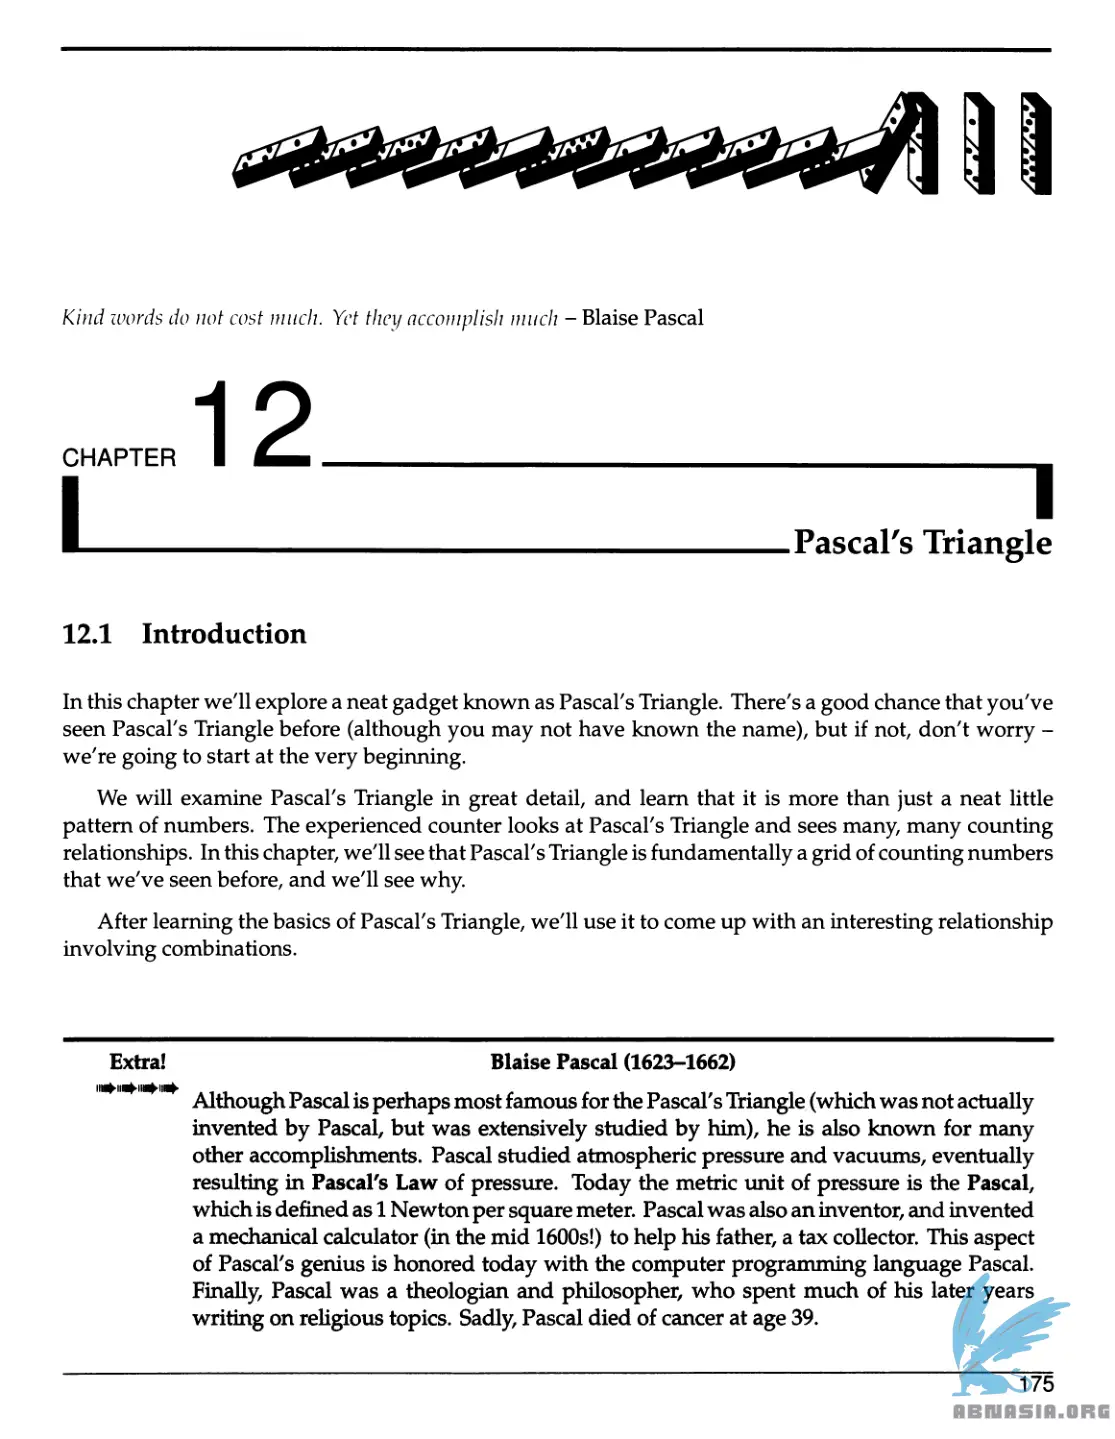 Kind words do not cost much. Yet they accomplish much – Blaise Pascal
CHAPTER 12
Pascal's Triangle
12.1 Introduction
In this chapter we'll explore a neat gadget known as Pascal's Triangle. There's a good chance that you've
seen Pascal's Triangle before (although you may not have known the name), but if not, don't worry –
we're going to start at the very beginning.
We will examine Pascal's Triangle in great detail, and learn that it is more than just a neat little
pattern of numbers. The experienced counter looks at Pascal's Triangle and sees many, many counting
relationships. In this chapter, we'll see that Pascal's Triangle is fundamentally a grid of counting numbers
that we've seen before, and we'll see why.
After learning the basics of Pascal's Triangle, we'll use it to come up with an interesting relationship
involving combinations.
Extra! Blaise Pascal (1623–1662)
Although Pascal is perhaps most famous for the Pascal's Triangle (which was not actually
invented by Pascal, but was extensively studied by him), he is also known for many
other accomplishments. Pascal studied atmospheric pressure and vacuums, eventually
resulting in Pascal's Law of pressure. Today the metric unit of pressure is the Pascal,
which is defined as 1 Newton per square meter. Pascal was also an inventor, and invented
a mechanical calculator (in the mid 1600s!) to help his father, a tax collector. This aspect
of Pascal's genius is honored today with the computer programming language Pascal.
Finally, Pascal was a theologian and philosopher, who spent much of his later years
writing on religious topics. Sadly, Pascal died of cancer at age 39.
175
ABNASIA.ORG